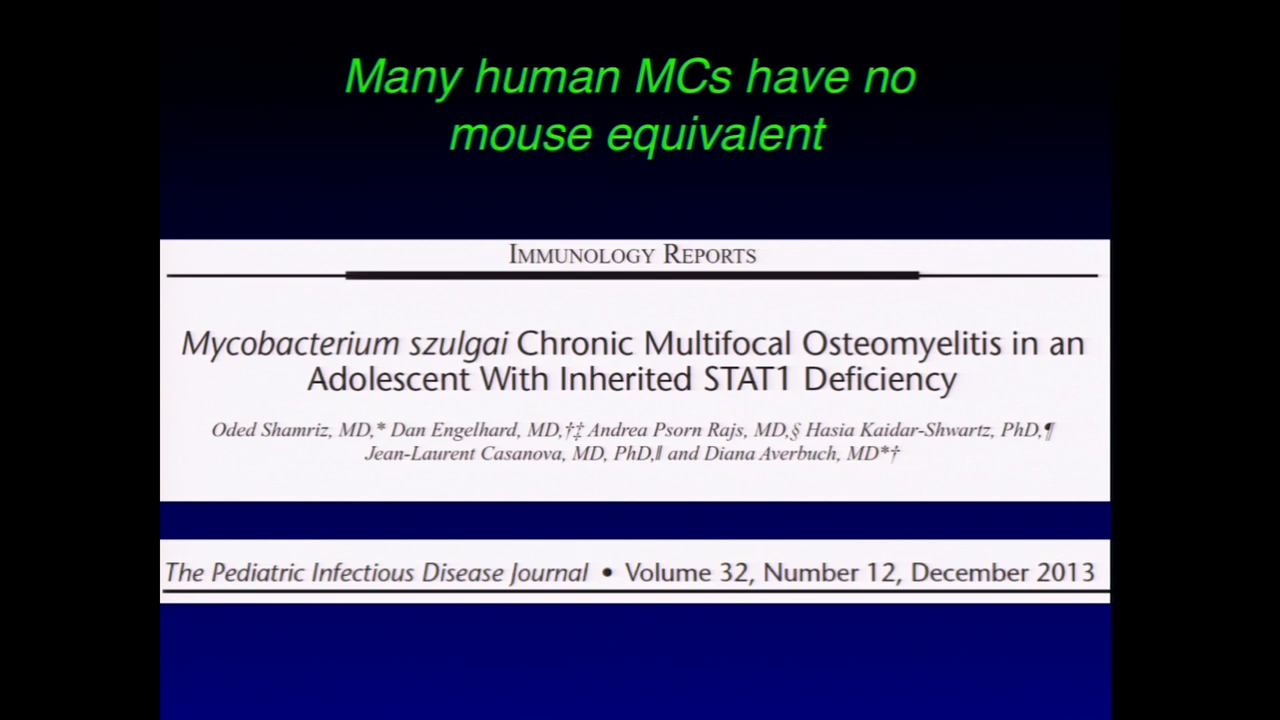 Many human MCs have no
mouse equivalent
IMMUNOLOGY REPORTS
Mycobacterium szulgai Chronic Multifocal Osteomyelitis in an
Adolescent With Inherited STAT1 Deficiency
Oded Shamriz, MD,* Dan Engelhard, MD,†‡ Andrea Psorn Rajs, MD,§ Hasia Kaidar-Shwartz, PhD,¶
Jean-Laurent Casanova, MD, PhD,‖ and Diana Averbuch, MD*†
The Pediatric Infectious Disease Journal • Volume 32, Number 12, December 2013